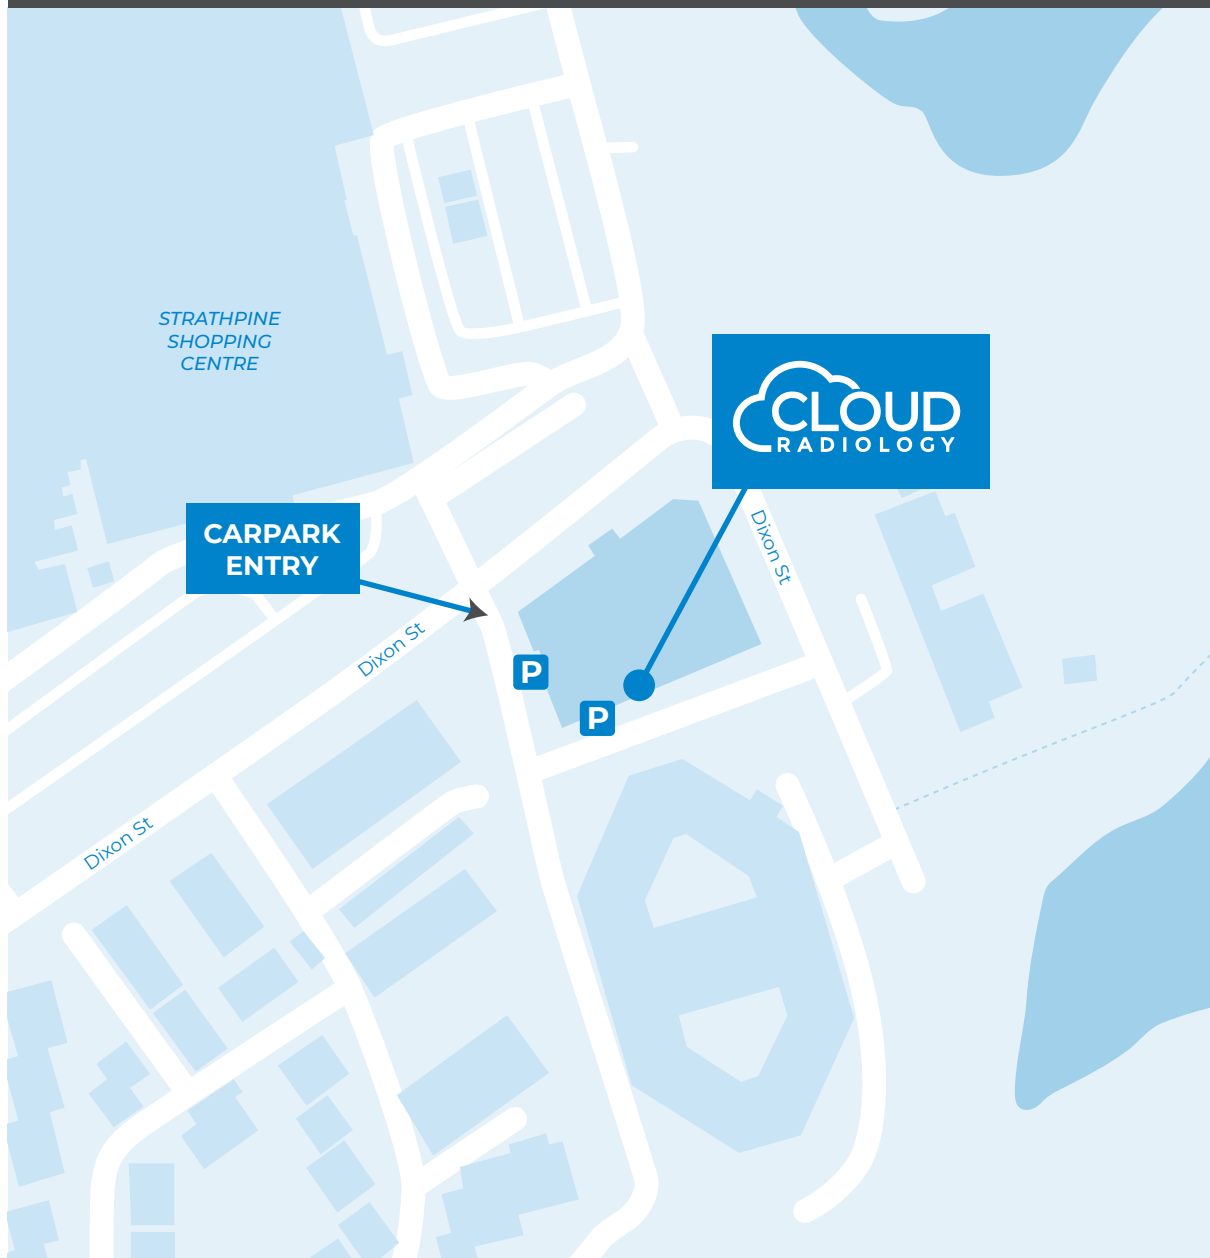 STRATHPINE
SHOPPING
CENTRE
CLOUD
RADIOLOGY
CARPARK
ENTRY
Dixon St
Dixon St
P
P
Dixon St